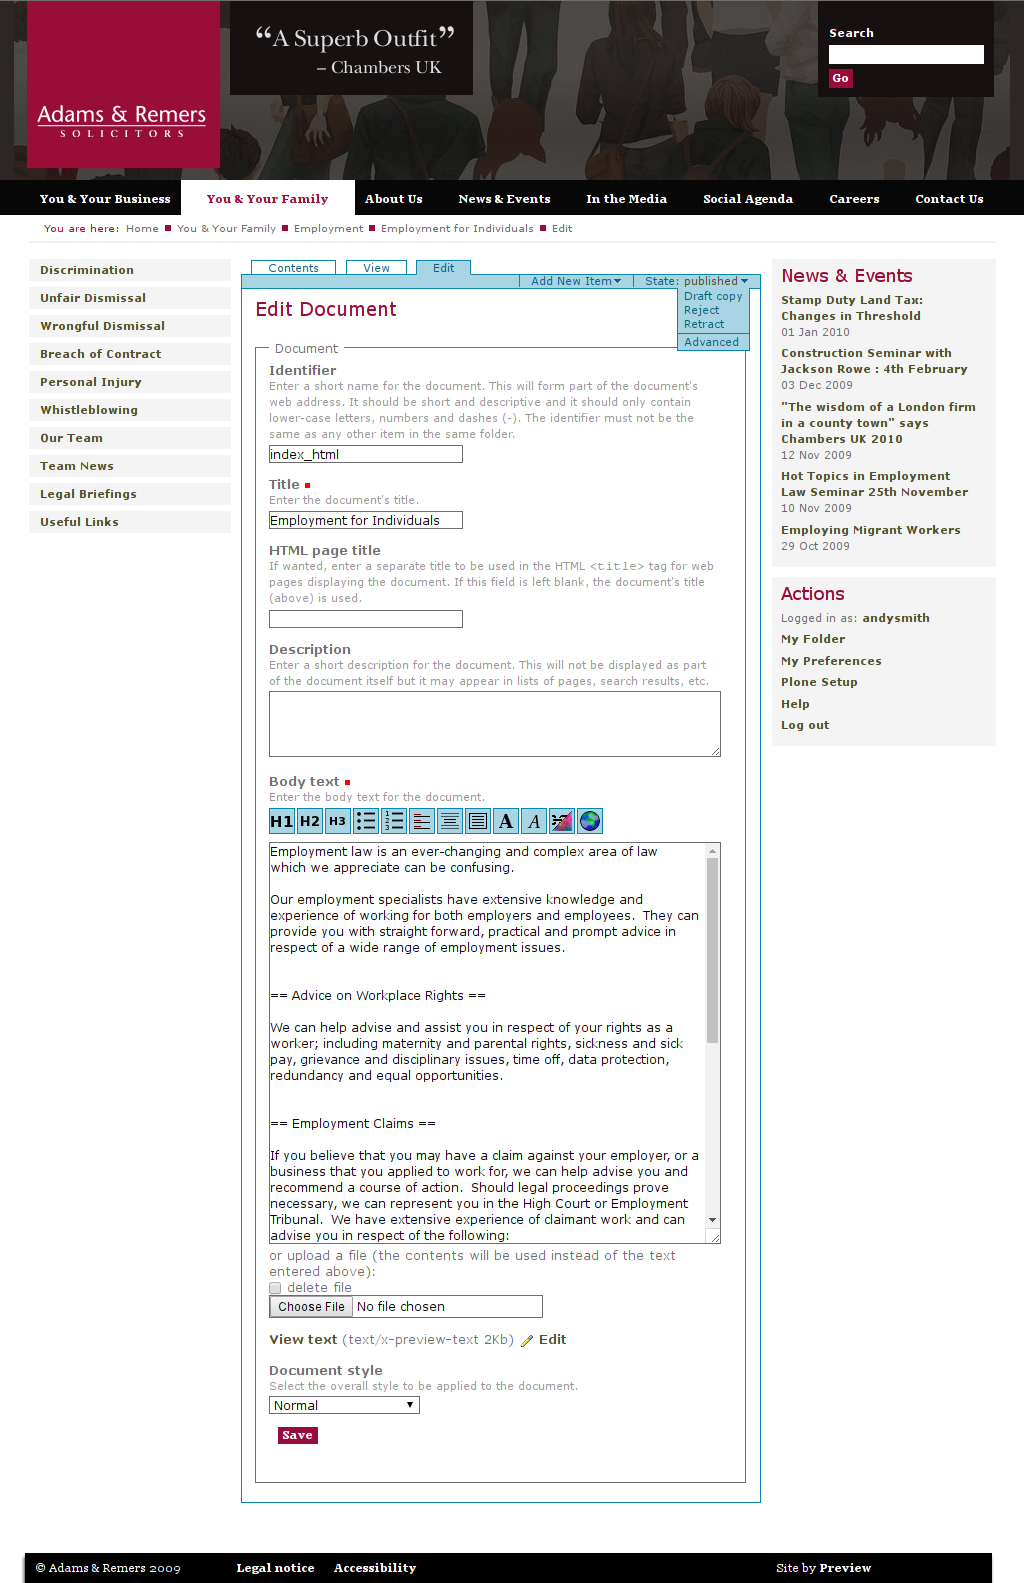 “A Superb Outfit”
– Chambers UK
Search
Go
Adams & Remers
SOLICITORS
You & Your Business
You & Your Family
About Us
News & Events
In the Media
Social Agenda
Careers
Contact Us
You are here: Home You & Your Family Employment Employment for Individuals Edit
Discrimination
Unfair Dismissal
Wrongful Dismissal
Breach of Contract
Personal Injury
Whistleblowing
Our Team
Team News
Legal Briefings
Useful Links
Contents
View
Edit
Add New Item
State: published
Draft copy
Reject
Retract
Advanced
Edit Document
Document
Identifier
Enter a short name for the document. This will form part of the document's
web address. It should be short and descriptive and it should only contain
lower-case letters, numbers and dashes (-). The identifier must not be the
same as any other item in the same folder.
index_html
Title
Enter the document's title.
Employment for Individuals
HTML page title
If wanted, enter a separate title to be used in the HTML <title> tag for web
pages displaying the document. If this field is left blank, the document's title
(above) is used.
Description
Enter a short description for the document. This will not be displayed as part
of the document itself but it may appear in lists of pages, search results, etc.
Body text
Enter the body text for the document.
H1 H2 H3 1 2 3 A A
Employment law is an ever-changing and complex area of law
which we appreciate can be confusing.
Our employment specialists have extensive knowledge and
experience of working for both employers and employees. They can
provide you with straight forward, practical and prompt advice in
respect of a wide range of employment issues.
== Advice on Workplace Rights ==
We can help advise and assist you in respect of your rights as a
worker; including maternity and parental rights, sickness and sick
pay, grievance and disciplinary issues, time off, data protection,
redundancy and equal opportunities.
== Employment Claims ==
If you believe that you may have a claim against your employer, or a
business that you applied to work for, we can help advise you and
recommend a course of action. Should legal proceedings prove
necessary, we can represent you in the High Court or Employment
Tribunal. We have extensive experience of claimant work and can
advise you in respect of the following:
or upload a file (the contents will be used instead of the text
entered above):
delete file
Choose File No file chosen
View text (text/x-preview-text 2Kb) Edit
Document style
Select the overall style to be applied to the document.
Normal
Save
News & Events
Stamp Duty Land Tax:
Changes in Threshold
01 Jan 2010
Construction Seminar with
Jackson Rowe : 4th February
03 Dec 2009
"The wisdom of a London firm
in a county town" says
Chambers UK 2010
12 Nov 2009
Hot Topics in Employment
Law Seminar 25th November
10 Nov 2009
Employing Migrant Workers
29 Oct 2009
Actions
Logged in as: andysmith
My Folder
My Preferences
Plone Setup
Help
Log out
© Adams & Remers 2009
Legal notice
Accessibility
Site by Preview